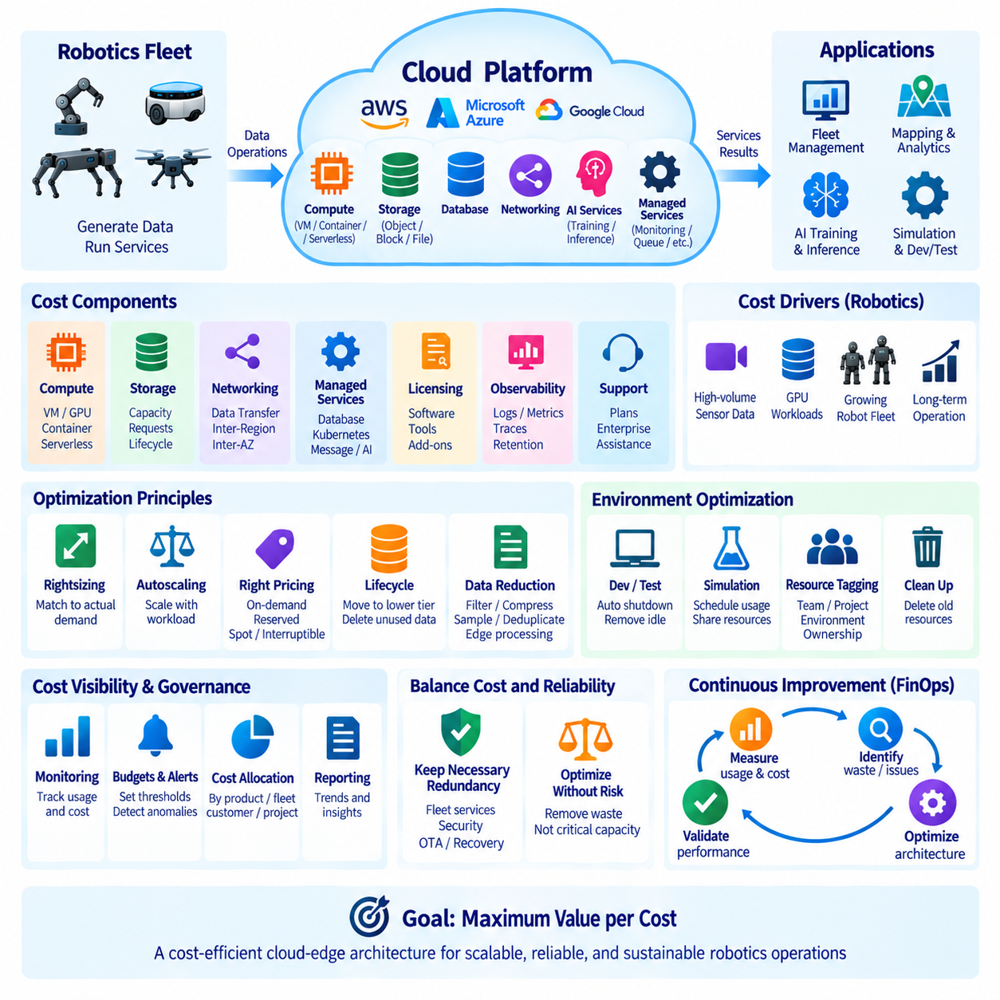 Robotics Fleet
Generate Data
Run Services
Data
Operations
Cloud Platform
aws
Microsoft
Azure
Google Cloud
Compute
(VM / Container /
/ Serverless)
Storage
(Object /
Block / File)
Database
Networking
AI Services
(Training /
Inference)
Managed
Services
(Monitoring /
Queue / etc.)
Services
Results
Applications
Fleet
Management
Mapping &
Analytics
AI Training
& Inference
Simulation
& Dev/Test
Cost Components
Compute
VM / GPU
Container
Serverless
Storage
Capacity
Requests
Lifecycle
Networking
Data Transfer
Inter-Region
Inter-AZ
Managed
Services
Database
Kubernetes
Message / AI
Licensing
Software
Tools
Add-ons
Observability
Logs / Metrics
Traces
Retention
Support
Plans
Enterprise
Assistance
Cost Drivers (Robotics)
High-volume
Sensor Data
GPU
Workloads
Growing
Robot Fleet
Long-term
Operation
Optimization Principles
Rightsizing
Match to actual
demand
Autoscaling
Scale with
workload
Right Pricing
On-demand
Reserved
Spot / Interruptible
Lifecycle
Move to lower tier
Delete unused data
Data Reduction
Filter / Compress
Sample / Deduplicate
Edge processing
Environment Optimization
Dev / Test
Auto shutdown
Remove idle
Simulation
Schedule usage
Share resources
Resource Tagging
Team / Project
Environment
Ownership
Clean Up
Delete old
resources
Cost Visibility & Governance
Monitoring
Track usage
and cost
Budgets & Alerts
Set thresholds
Detect anomalies
Cost Allocation
By product / fleet
customer / project
Reporting
Trends and
insights
Balance Cost and Reliability
Keep Necessary
Redundancy
Fleet services
Security
OTA / Recovery
Optimize
Without Risk
Remove waste
Not critical capacity
Continuous Improvement (FinOps)
Measure
usage & cost
Identify
waste / issues
Validate
performance
Optimize
architecture
Goal: Maximum Value per Cost
A cost-efficient cloud-edge architecture for scalable, reliable, and sustainable robotics operations